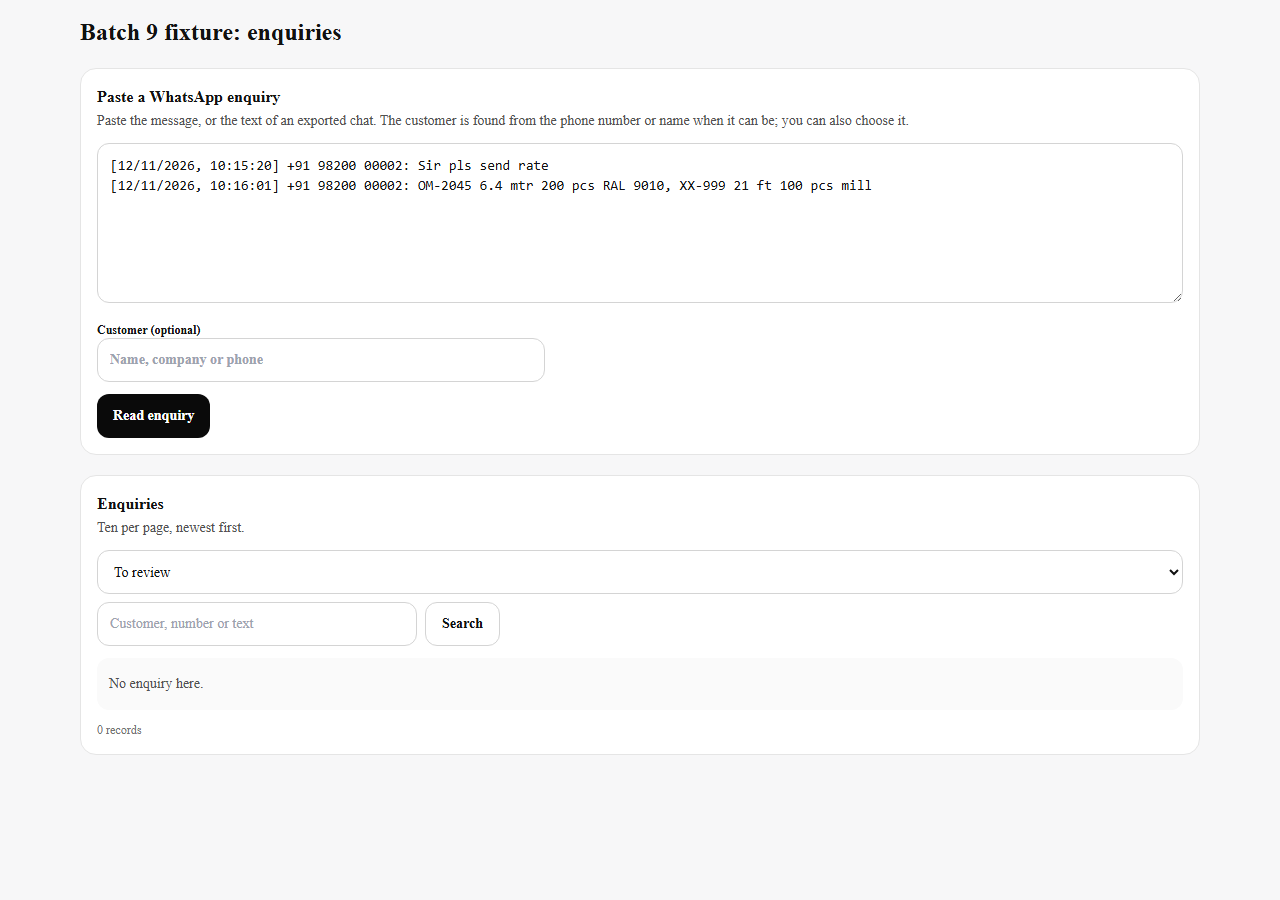 Batch 9 fixture: enquiries
Paste a WhatsApp enquiry
Paste the message, or the text of an exported chat. The customer is found from the phone number or name when it can be; you can also choose it.
[12/11/2026, 10:15:20] +91 98200 00002: Sir pls send rate
[12/11/2026, 10:16:01] +91 98200 00002: OM-2045 6.4 mtr 200 pcs RAL 9010, XX-999 21 ft 100 pcs mill
Customer (optional)
Name, company or phone
Read enquiry
Enquiries
Ten per page, newest first.
To review
Customer, number or text
Search
No enquiry here.
0 records